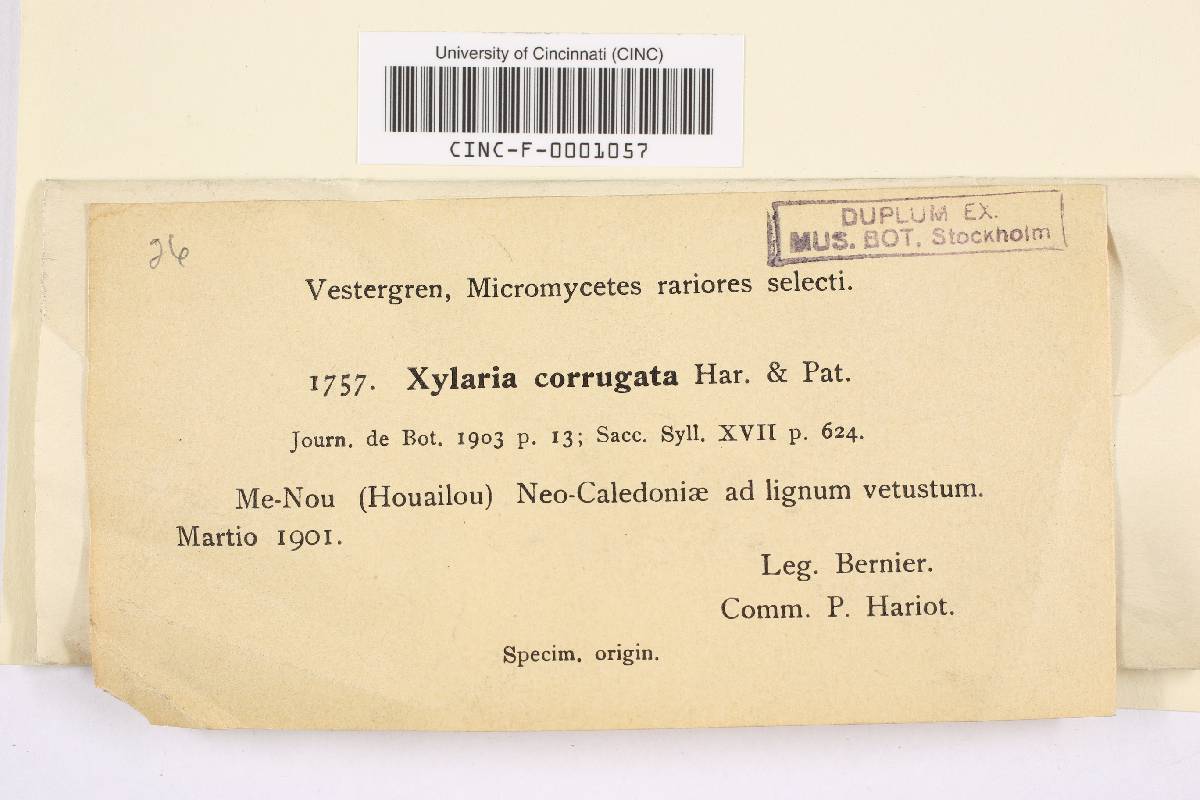 University of Cincinnati (CINC)
CINC-F-0001057
26
DUPLUM EX.
MUS. BOT. Stockholm
Vestergren, Micromycetes rariores selecti.
1757. Xylaria corrugata Har. & Pat.
Journ. de Bot. 1903 p. 13; Sacc. Syll. XVII p. 624.
Me-Nou (Houailou) Neo-Caledoniæ ad lignum vetustum.
Martio 1901.
Leg. Bernier.
Comm. P. Hariot.
Specim. origin.